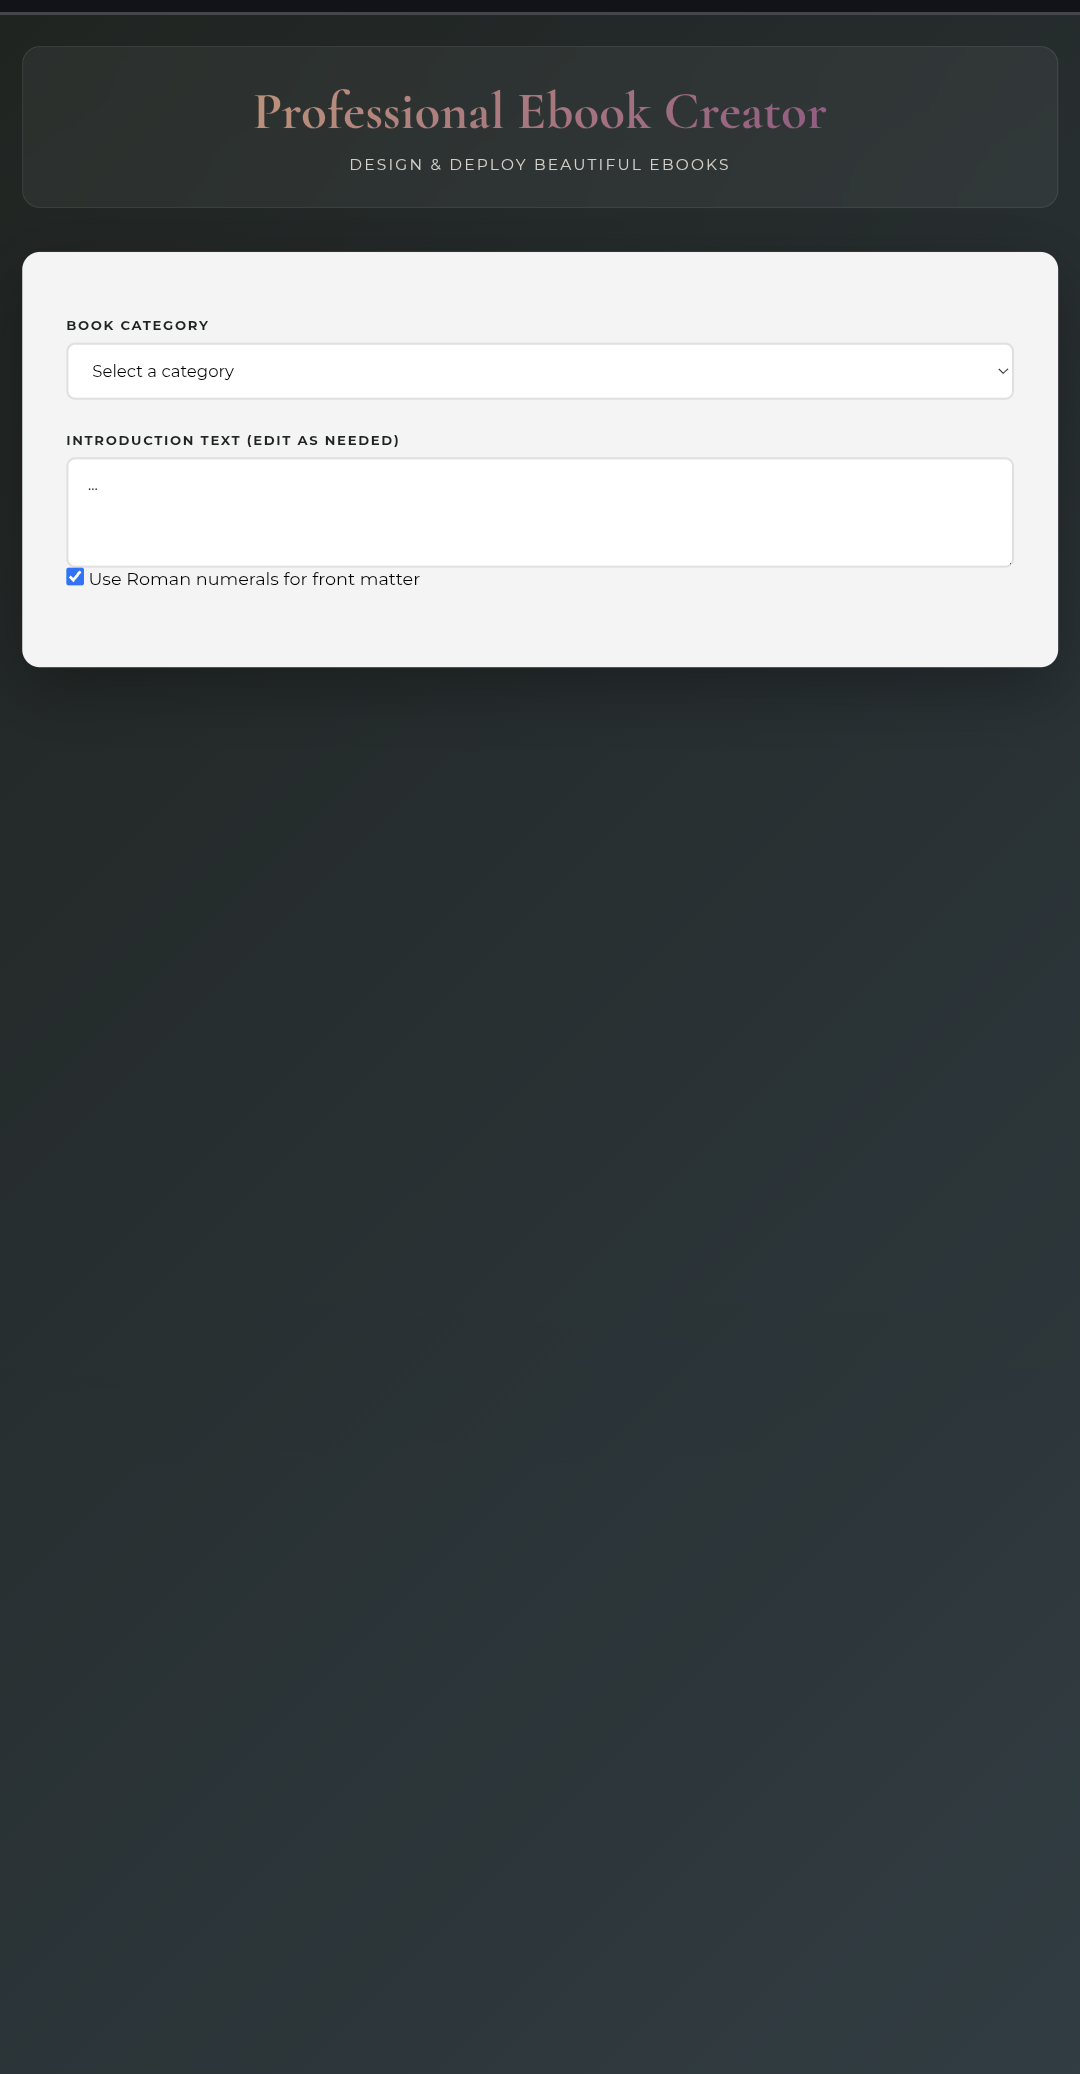 Professional Ebook Creator
DESIGN & DEPLOY BEAUTIFUL EBOOKS
BOOK CATEGORY
Select a category
INTRODUCTION TEXT (EDIT AS NEEDED)
...
Use Roman numerals for front matter